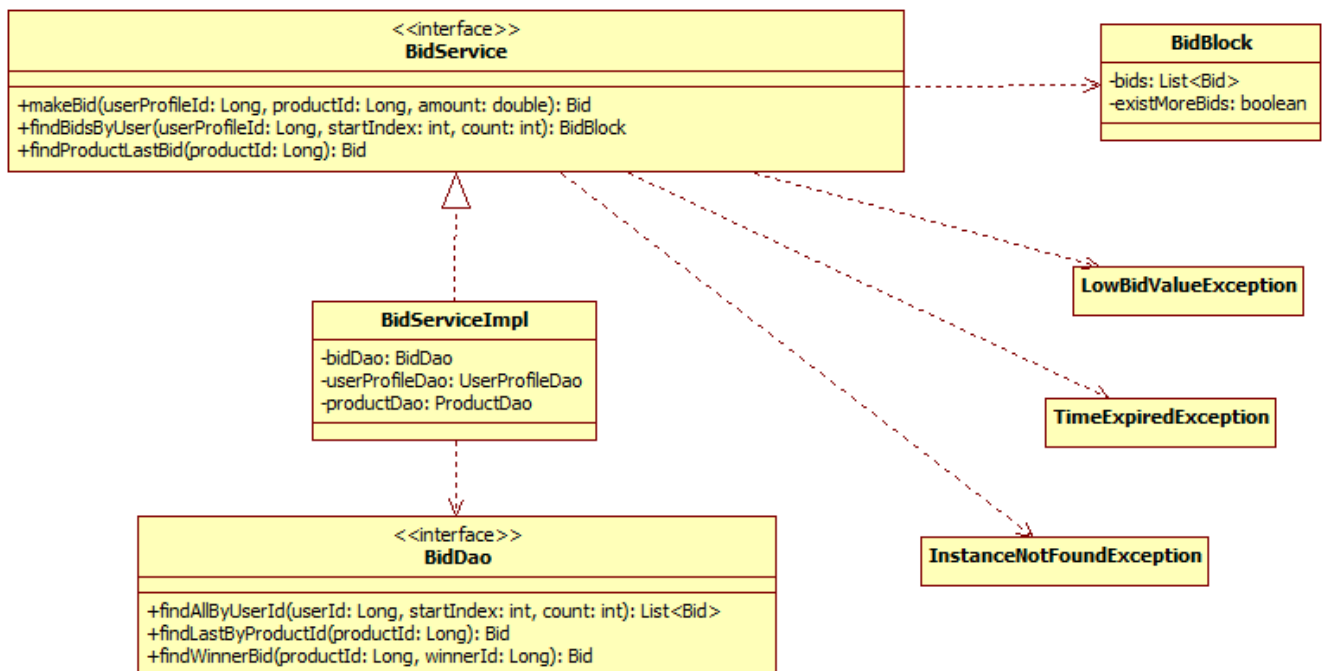 <<interface>>
BidService
+makeBid(userProfileId: Long, productId: Long, amount: double): Bid
+findBidsByUser(userProfileId: Long, startIndex: int, count: int): BidBlock
+findProductLastBid(productId: Long): Bid
BidBlock
-bids: List<Bid>
-existMoreBids: boolean
LowBidValueException
BidServiceImpl
-bidDao: BidDao
-userProfileDao: UserProfileDao
-productDao: ProductDao
TimeExpiredException
InstanceNotFoundException
<<interface>>
BidDao
+findAllByUserId(userId: Long, startIndex: int, count: int): List<Bid>
+findLastByProductId(productId: Long): Bid
+findWinnerBid(productId: Long, winnerId: Long): Bid